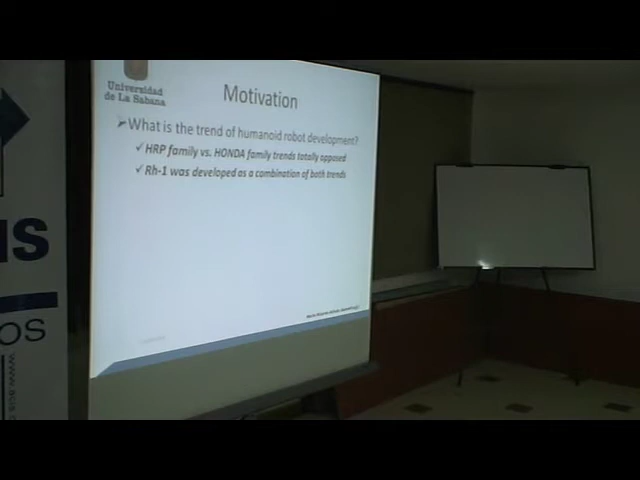 Universidad
de La Sabana
Motivation
What is the trend of humanoid robot development?
HRP family vs. HONDA family trends totally opposed
Rh-1 was developed as a combination of both trends
IS
OS